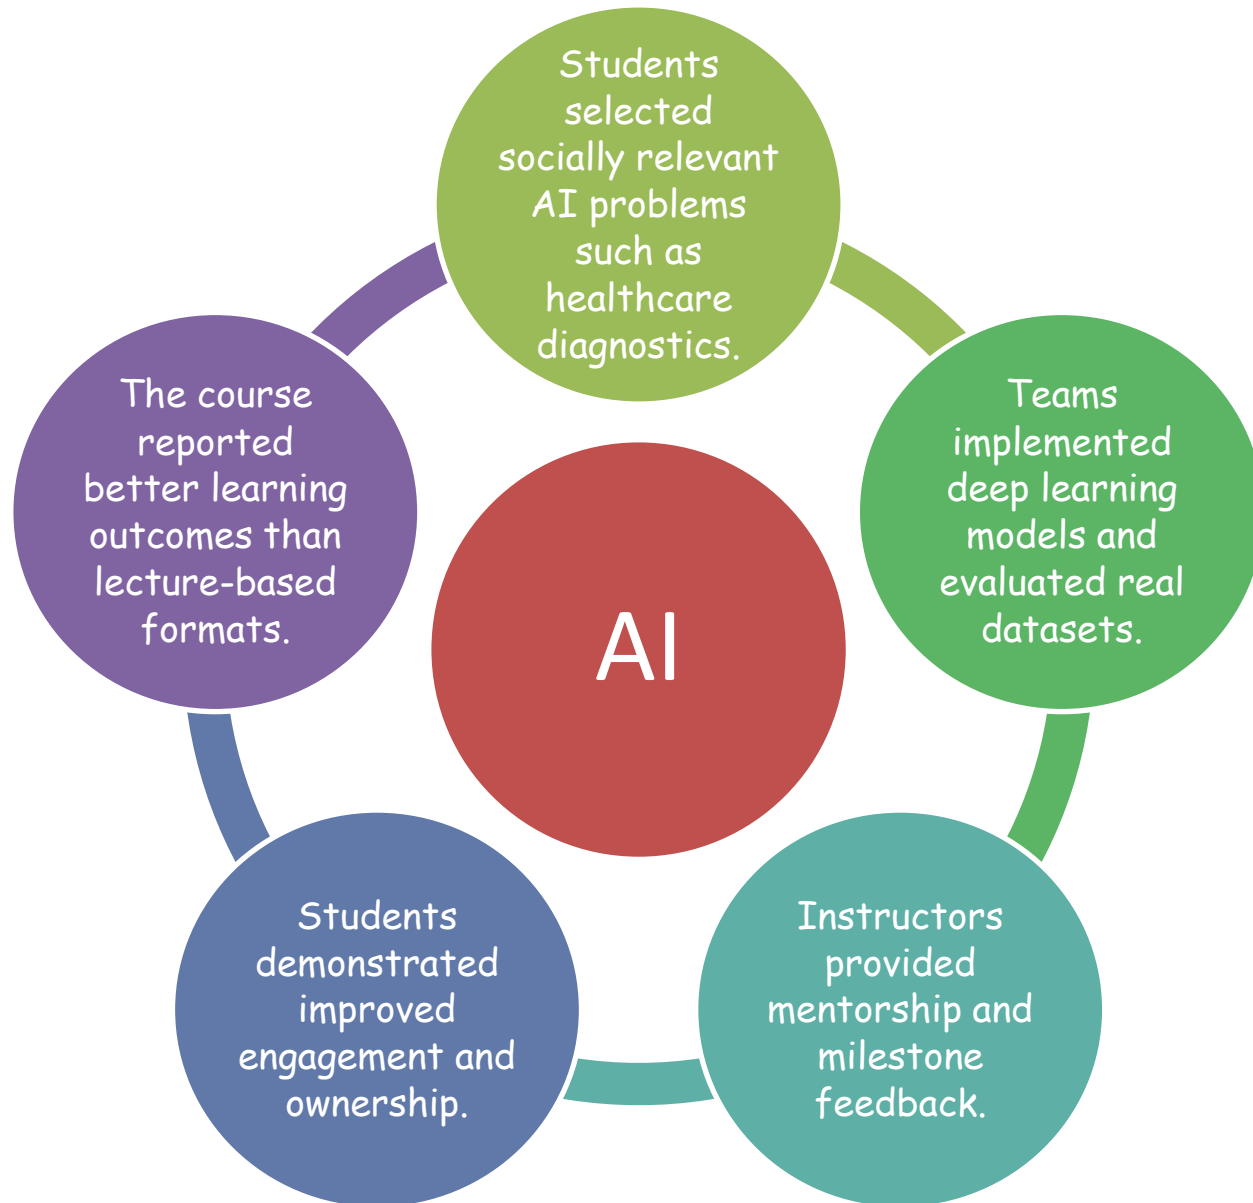 Students
selected
socially relevant
AI problems
such as
healthcare
diagnostics.
Teams
implemented
deep learning
models and
evaluated real
datasets.
Instructors
provided
mentorship and
milestone
feedback.
Students
demonstrated
improved
engagement and
ownership.
The course
reported
better learning
outcomes than
lecture-based
formats.
AI